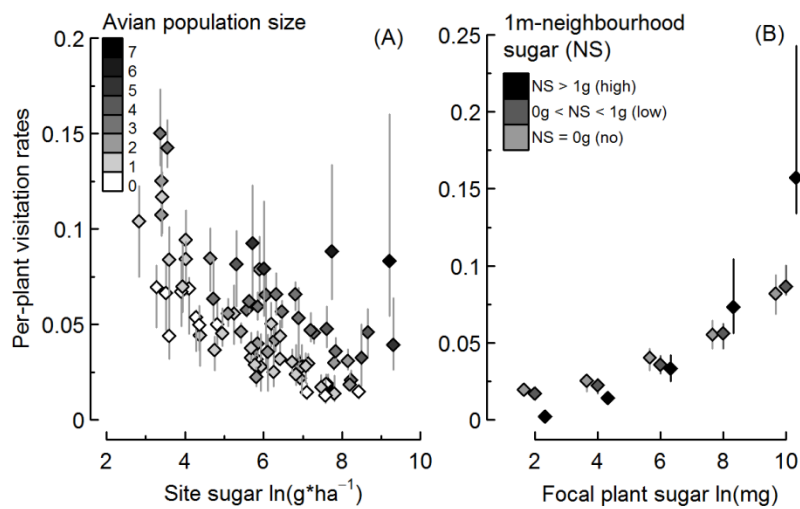 Avian population size
(A)
7
6
5
4
3
2
1
0
0.2
0.15
0.1
0.05
0
Per-plant visitation rates
2
4
6
8
10
Site sugar ln(g*ha⁻¹)
1m-neighbourhood
sugar (NS)
(B)
NS > 1g (high)
0g < NS < 1g (low)
NS = 0g (no)
0.25
0.2
0.15
0.1
0.05
0
2
4
6
8
10
Focal plant sugar ln(mg)